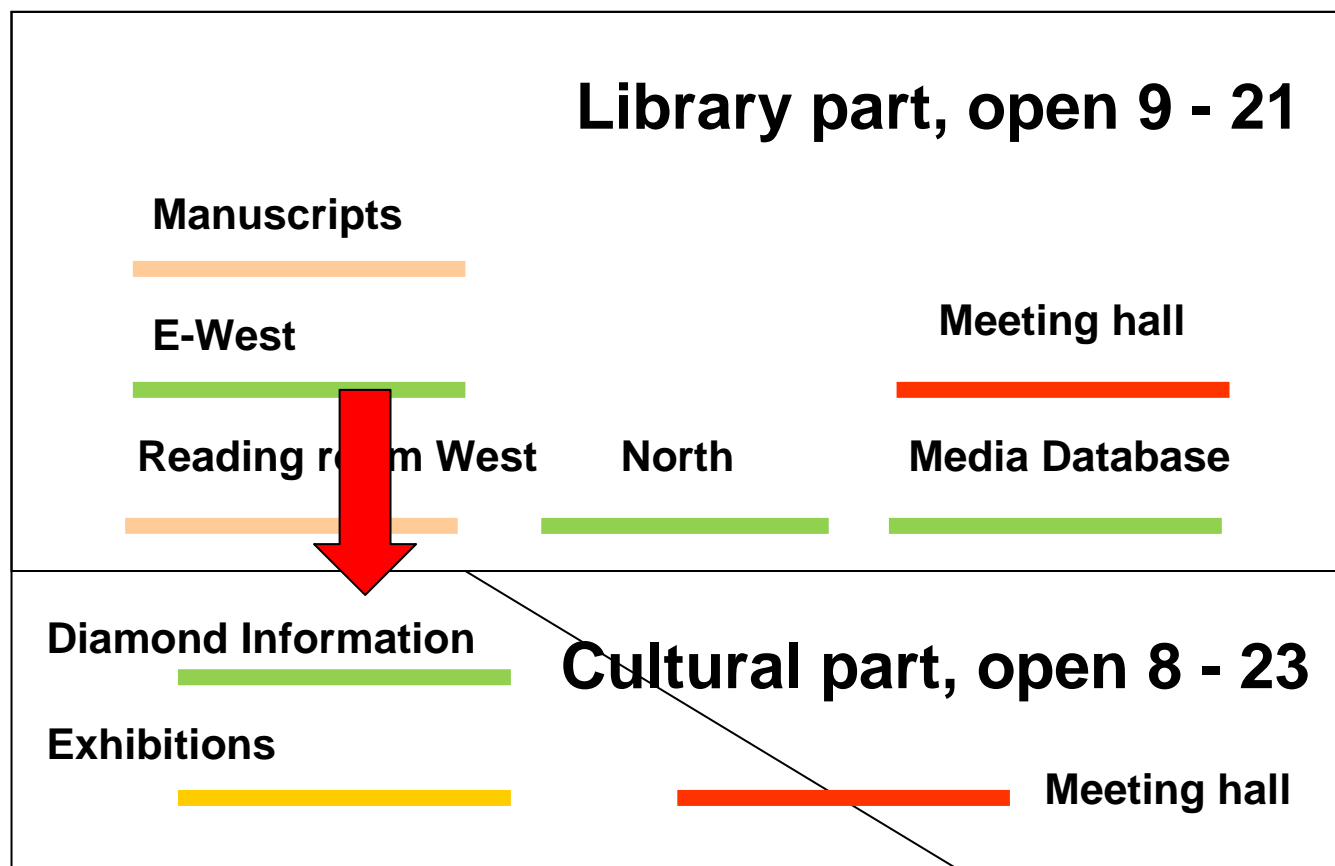 Library part, open 9 - 21
Manuscripts
E-West
Meeting hall
Reading room West
North
Media Database
Diamond Information
Cultural part, open 8 - 23
Exhibitions
Meeting hall